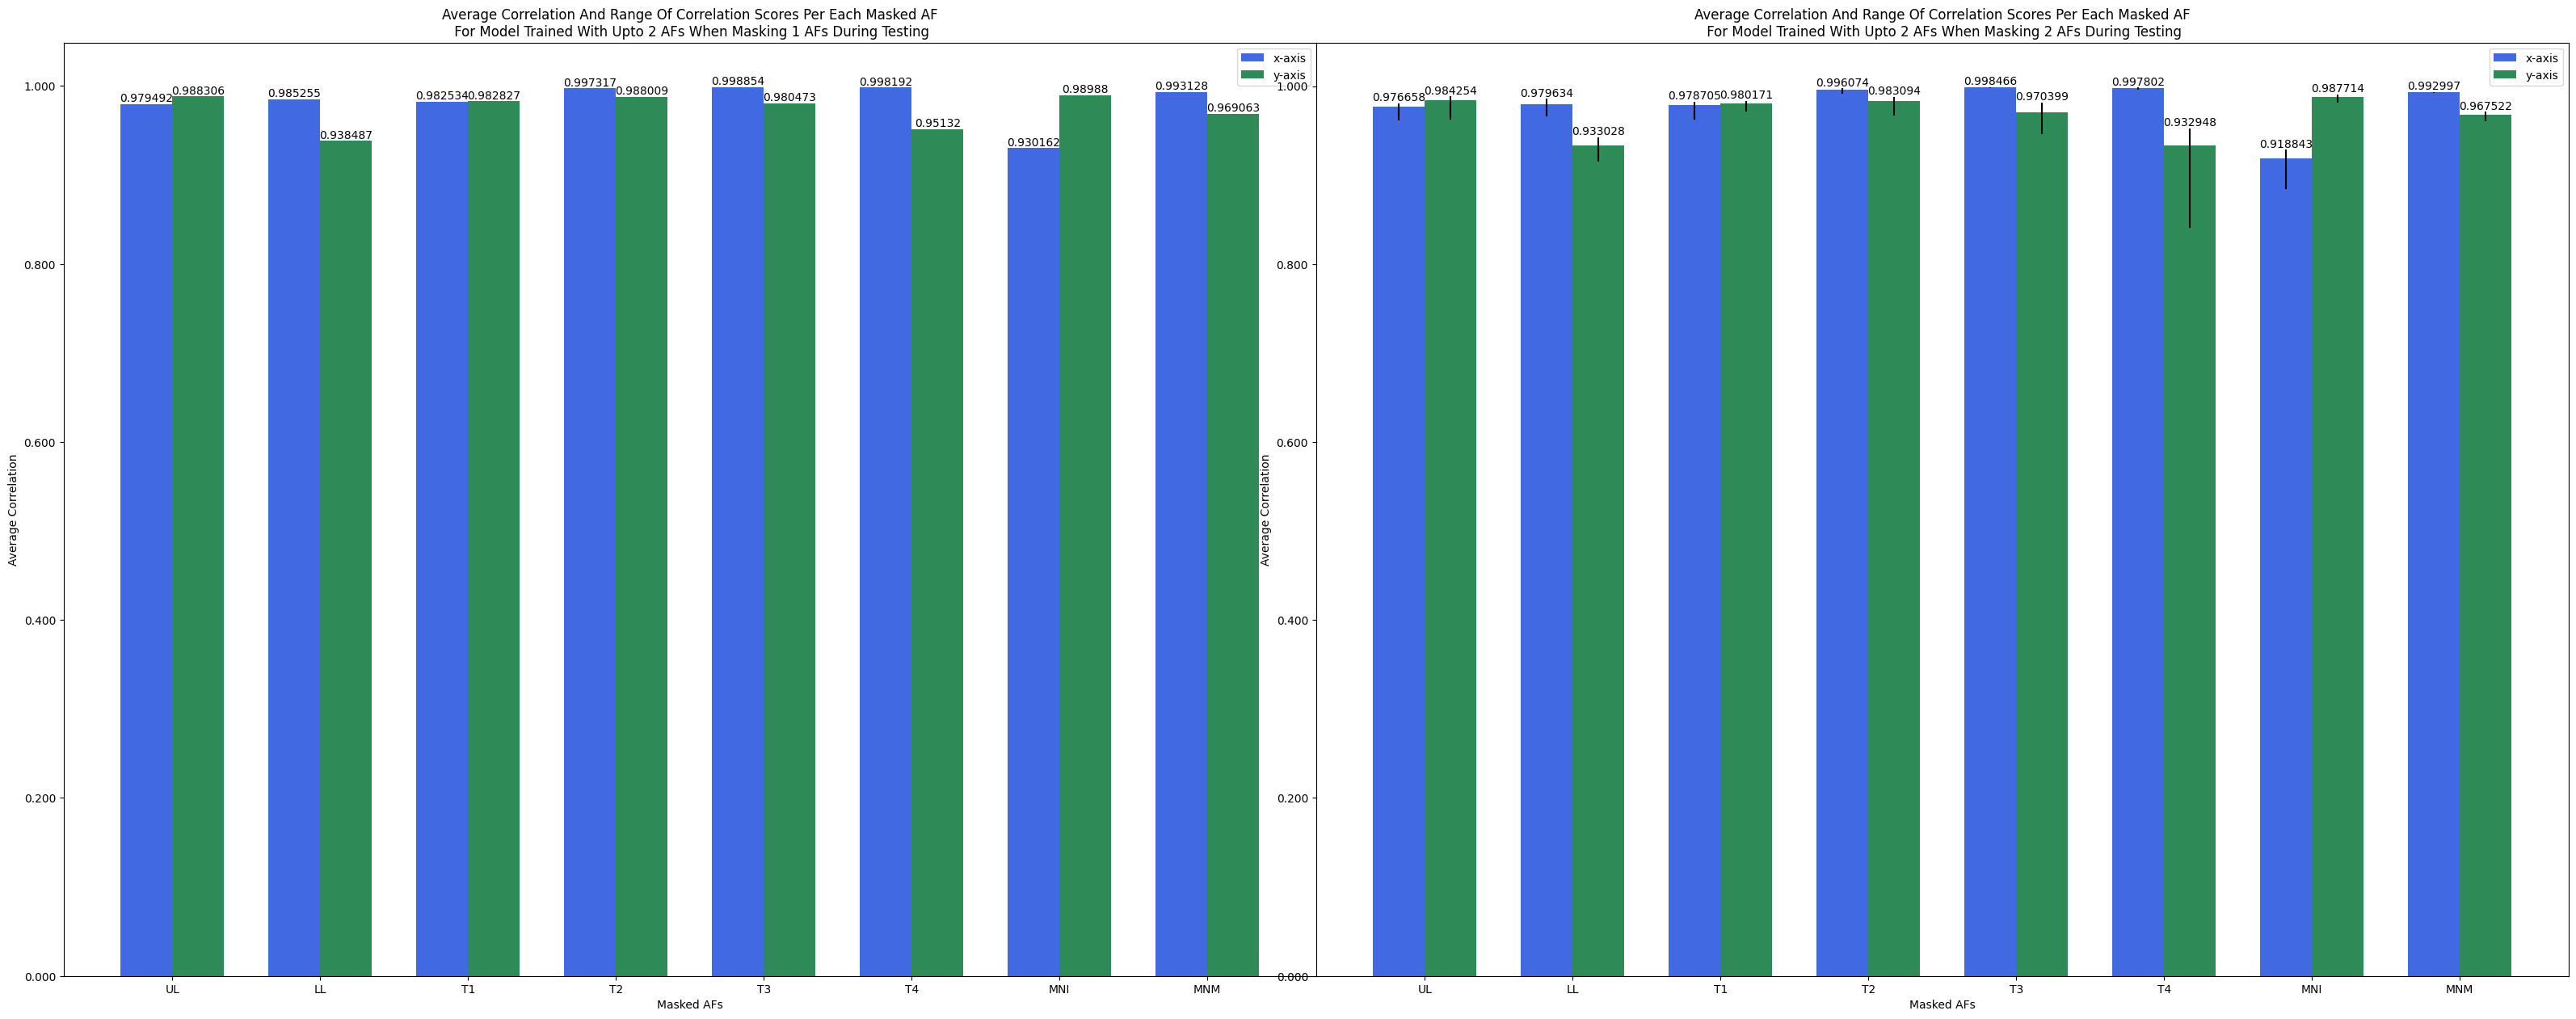 Average Correlation And Range Of Correlation Scores Per Each Masked AF
For Model Trained With Upto 2 AFs When Masking 1 AFs During Testing
x-axis
y-axis
1.000
0.800
0.600
0.400
0.200
0.000
Average Correlation
0.979492
0.988306
0.985255
0.938487
0.982534
0.982827
0.997317
0.988009
0.998854
0.980473
0.998192
0.95132
0.930162
0.98988
0.993128
0.969063
UL
LL
T1
T2
T3
T4
MNI
MNM
Masked AFs
Average Correlation And Range Of Correlation Scores Per Each Masked AF
For Model Trained With Upto 2 AFs When Masking 2 AFs During Testing
x-axis
y-axis
1.000
0.800
0.600
0.400
0.200
0.000
Average Correlation
0.976658
0.984254
0.979634
0.933028
0.978705
0.980171
0.996074
0.983094
0.998466
0.970399
0.997802
0.932948
0.918843
0.987714
0.992997
0.967522
UL
LL
T1
T2
T3
T4
MNI
MNM
Masked AFs